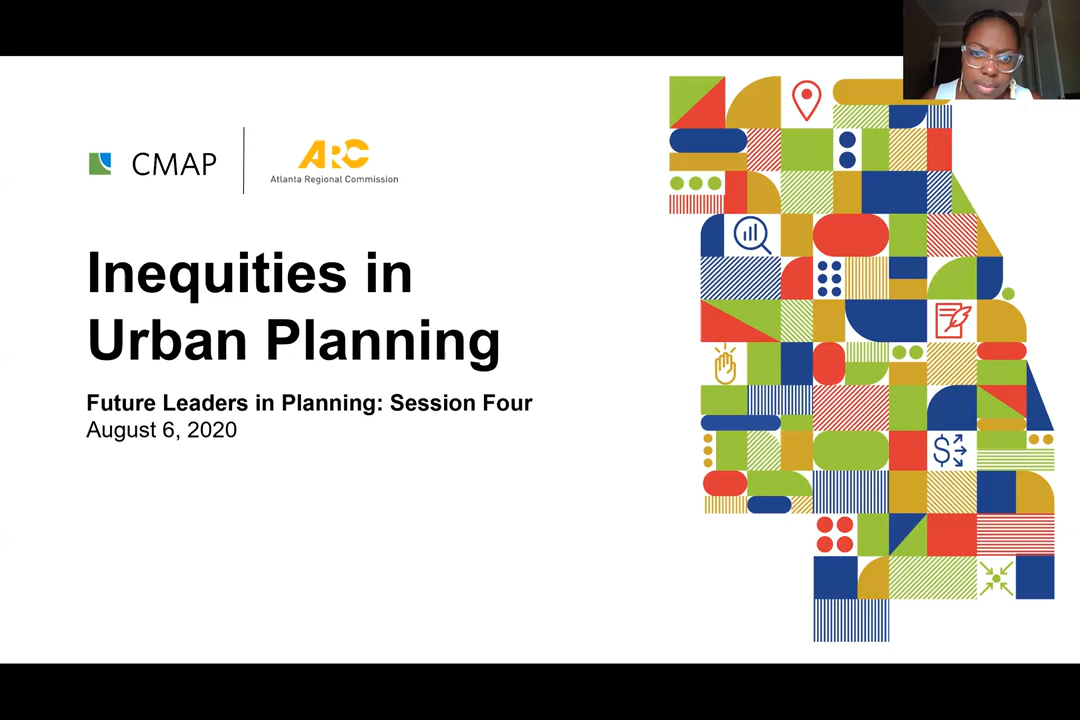 CMAP
ARC
Atlanta Regional Commission
Inequities in
Urban Planning
Future Leaders in Planning: Session Four
August 6, 2020
$